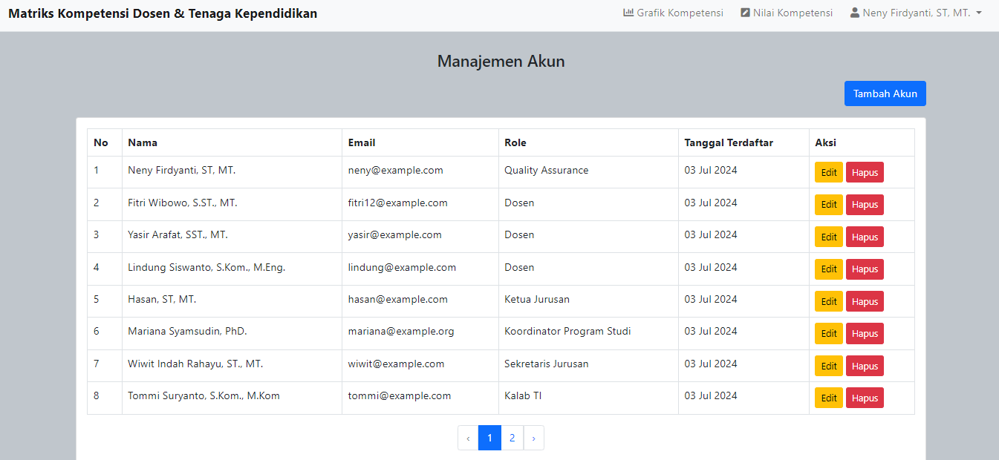 Matriks Kompetensi Dosen & Tenaga Kependidikan Grafik Kompetensi Nilai Kompetensi Neny Firdyanti, ST, MT.
Manajemen Akun
Tambah Akun
No Nama Email Role Tanggal Terdaftar Aksi
1 Neny Firdyanti, ST, MT. neny@example.com Quality Assurance 03 Jul 2024 Edit Hapus
2 Fitri Wibowo, S.ST., MT. fitri12@example.com Dosen 03 Jul 2024 Edit Hapus
3 Yasir Arafat, SST., MT. yasir@example.com Dosen 03 Jul 2024 Edit Hapus
4 Lindung Siswanto, S.Kom., M.Eng. lindung@example.com Dosen 03 Jul 2024 Edit Hapus
5 Hasan, ST, MT. hasan@example.com Ketua Jurusan 03 Jul 2024 Edit Hapus
6 Mariana Syamsudin, PhD. mariana@example.org Koordinator Program Studi 03 Jul 2024 Edit Hapus
7 Wiwit Indah Rahayu, ST., MT. wiwit@example.com Sekretaris Jurusan 03 Jul 2024 Edit Hapus
8 Tommi Suryanto, S.Kom., M.Kom tommi@example.com Kalab TI 03 Jul 2024 Edit Hapus
‹ 1 2 ›